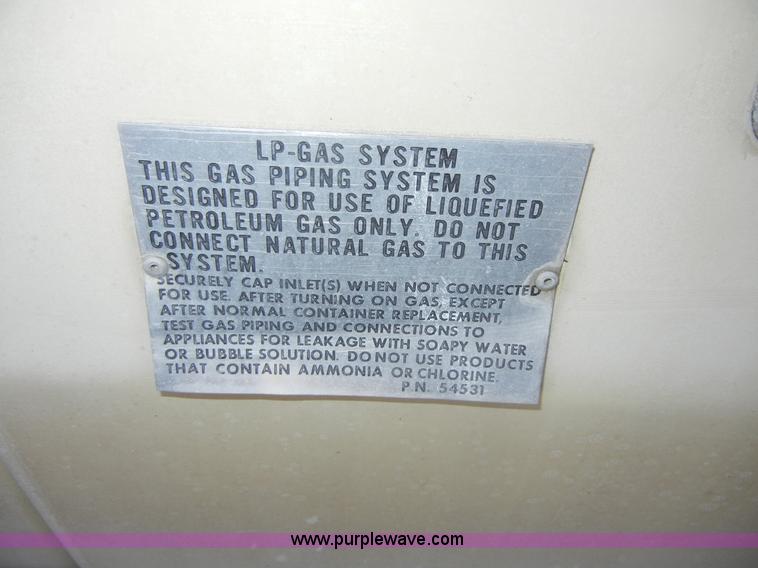 LP-GAS SYSTEM
THIS GAS PIPING SYSTEM IS
DESIGNED FOR USE OF LIQUEFIED
PETROLEUM GAS ONLY. DO NOT
CONNECT NATURAL GAS TO THIS
SYSTEM.
SECURELY CAP INLET(S) WHEN NOT CONNECTED
FOR USE. AFTER TURNING ON GAS, EXCEPT
AFTER NORMAL CONTAINER REPLACEMENT,
TEST GAS PIPING AND CONNECTIONS TO
APPLIANCES FOR LEAKAGE WITH SOAPY WATER
OR BUBBLE SOLUTION. DO NOT USE PRODUCTS
THAT CONTAIN AMMONIA OR CHLORINE.
P.N. 54531
www.purplewave.com